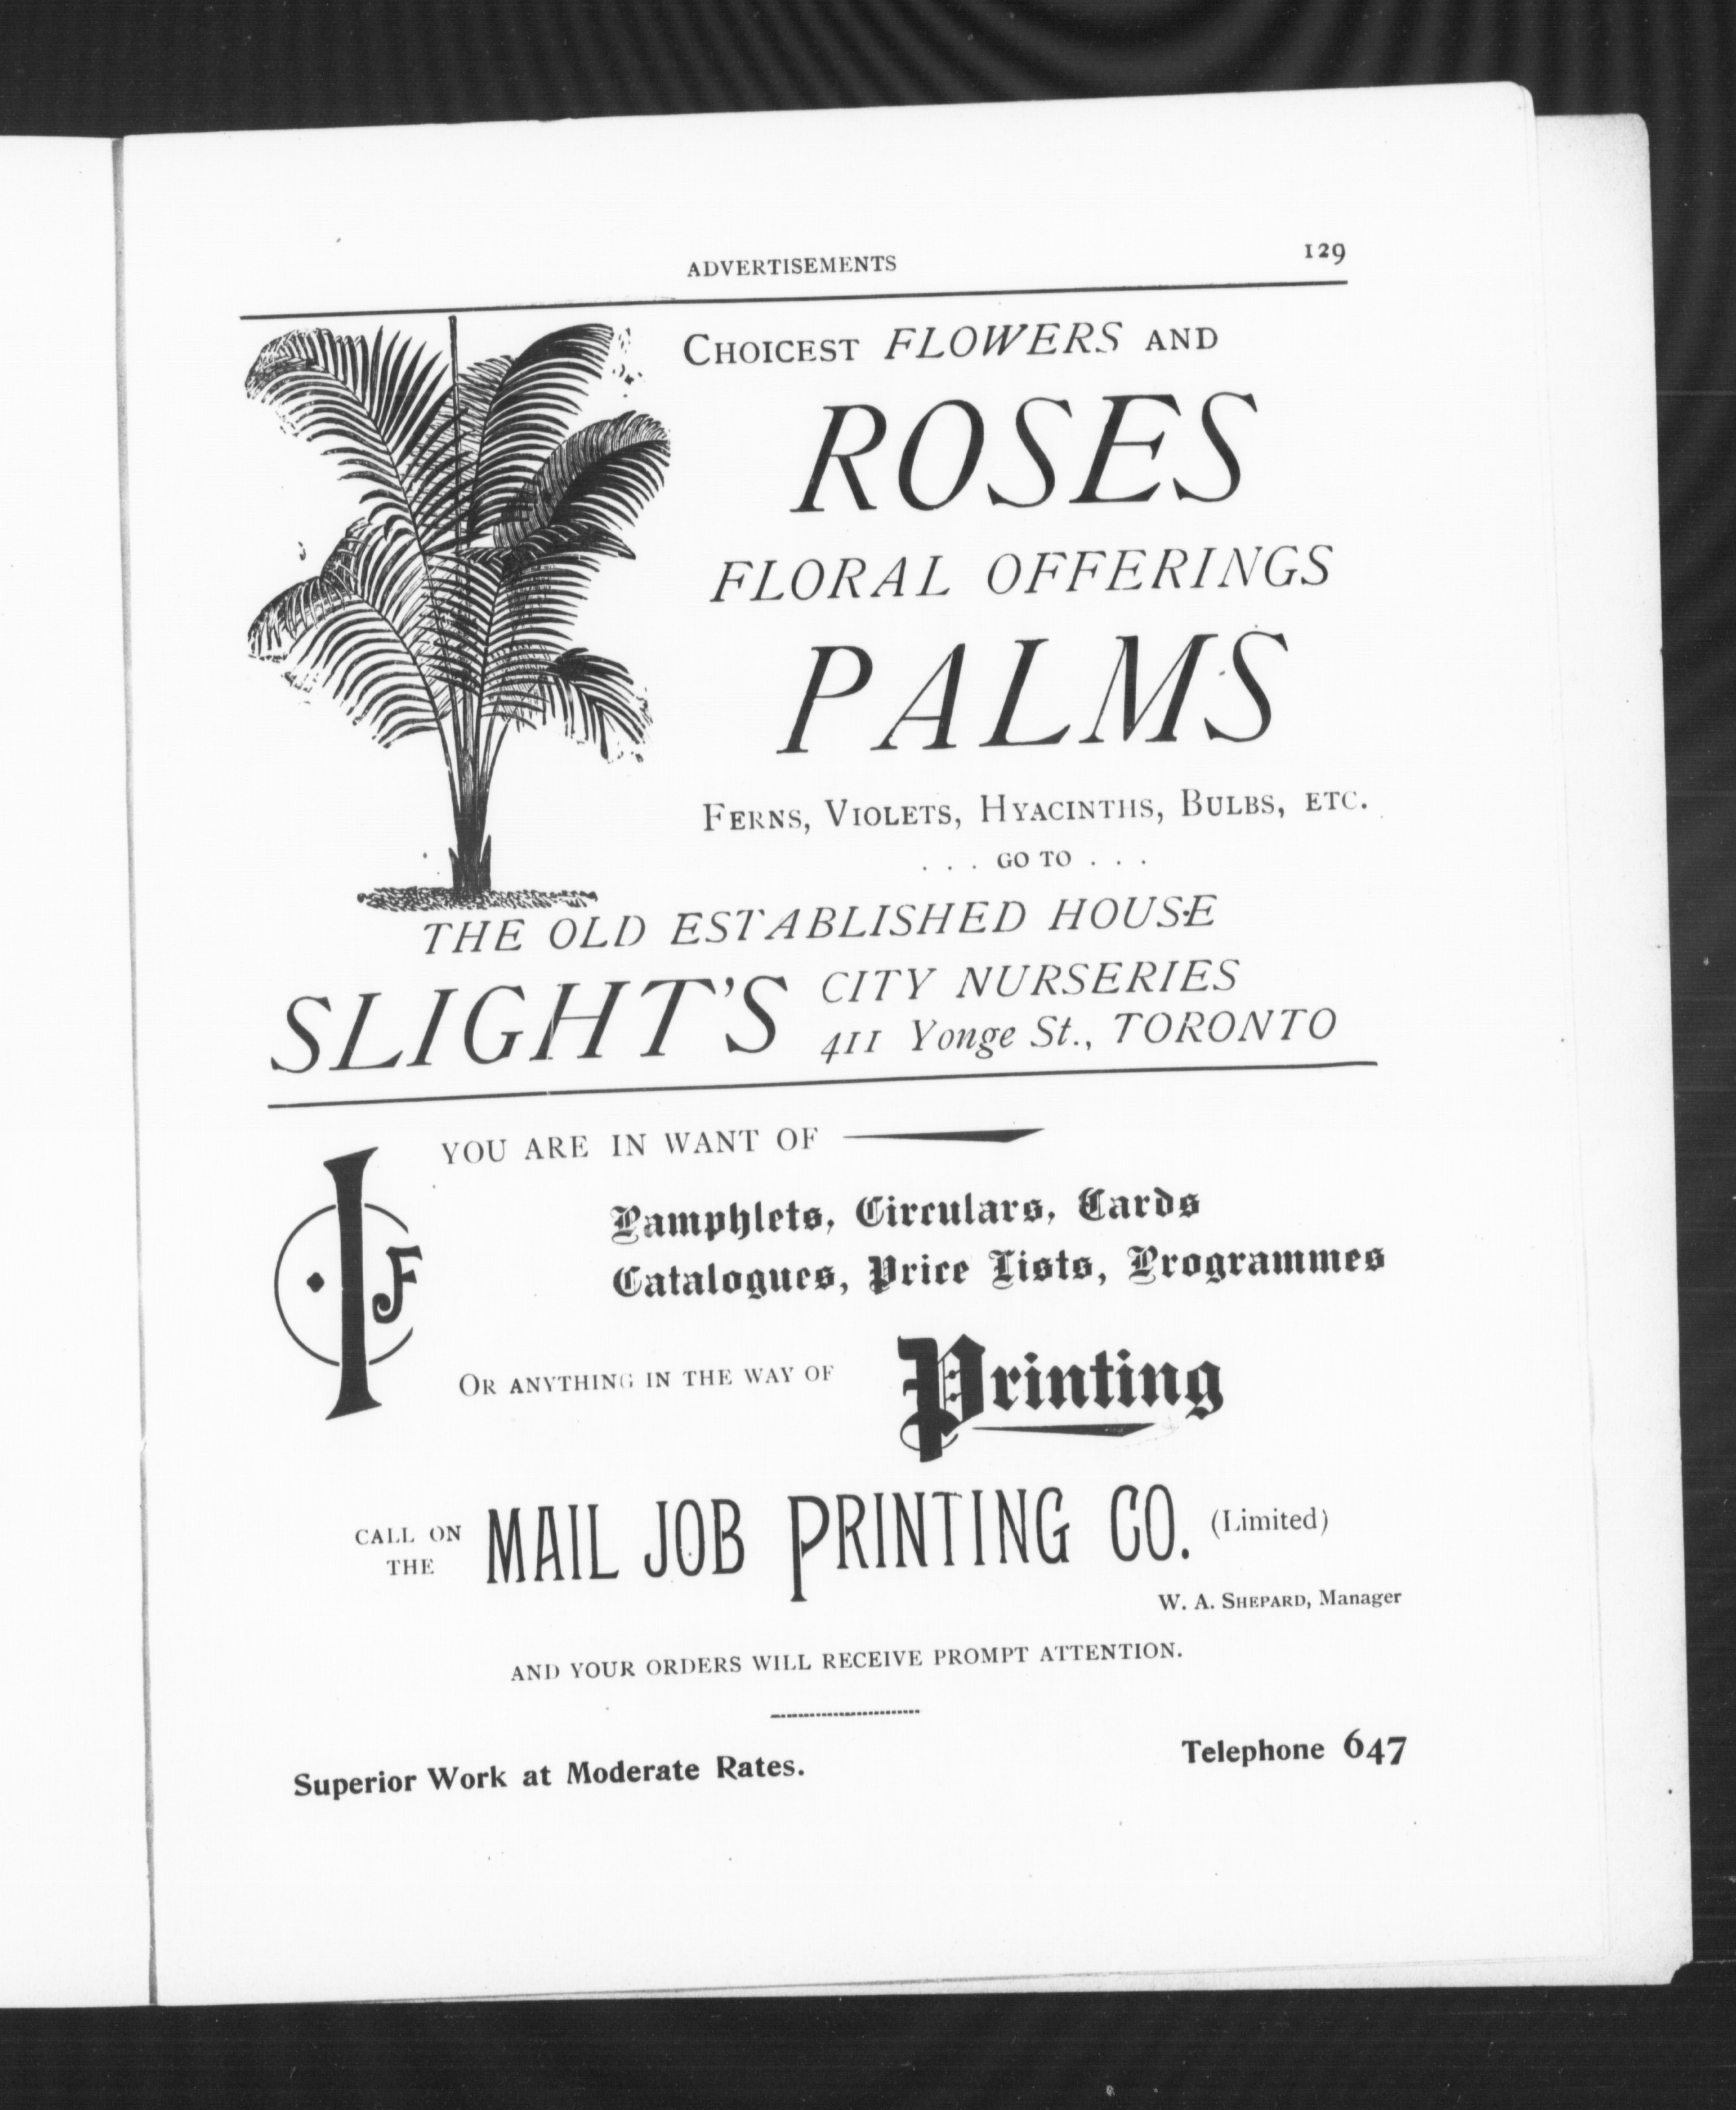 ADVERTISEMENTS 129
CHOICEST FLOWERS AND
ROSES
FLORAL OFFERINGS
PALMS
FERNS, VIOLETS, HYACINTHS, BULBS, ETC.
. . . GO TO . . .
THE OLD ESTABLISHED HOUSE
SLIGHT'S CITY NURSERIES
411 Yonge St., TORONTO
IF YOU ARE IN WANT OF
Pamphlets, Circulars, Cards
Catalogues, Price Lists, Programmes
OR ANYTHING IN THE WAY OF Printing
CALL ON THE MAIL JOB PRINTING CO. (Limited)
W. A. SHEPARD, Manager
AND YOUR ORDERS WILL RECEIVE PROMPT ATTENTION.
Superior Work at Moderate Rates. Telephone 647